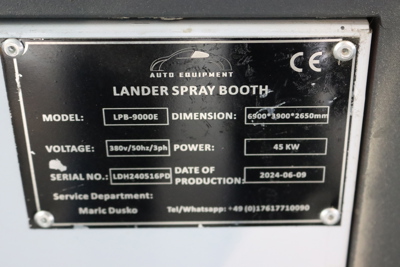 AUTO EQUIPMENT
CE
LANDER SPRAY BOOTH
MODEL: LPB-9000E DIMENSION: 6900*3900*2650mm
VOLTAGE: 380v/50hz/3ph POWER: 45 KW
SERIAL NO.: LDH240516PD DATE OF PRODUCTION: 2024-06-09
Service Department:
Maric Dusko Tel/Whatsapp: +49 (0)17617710090